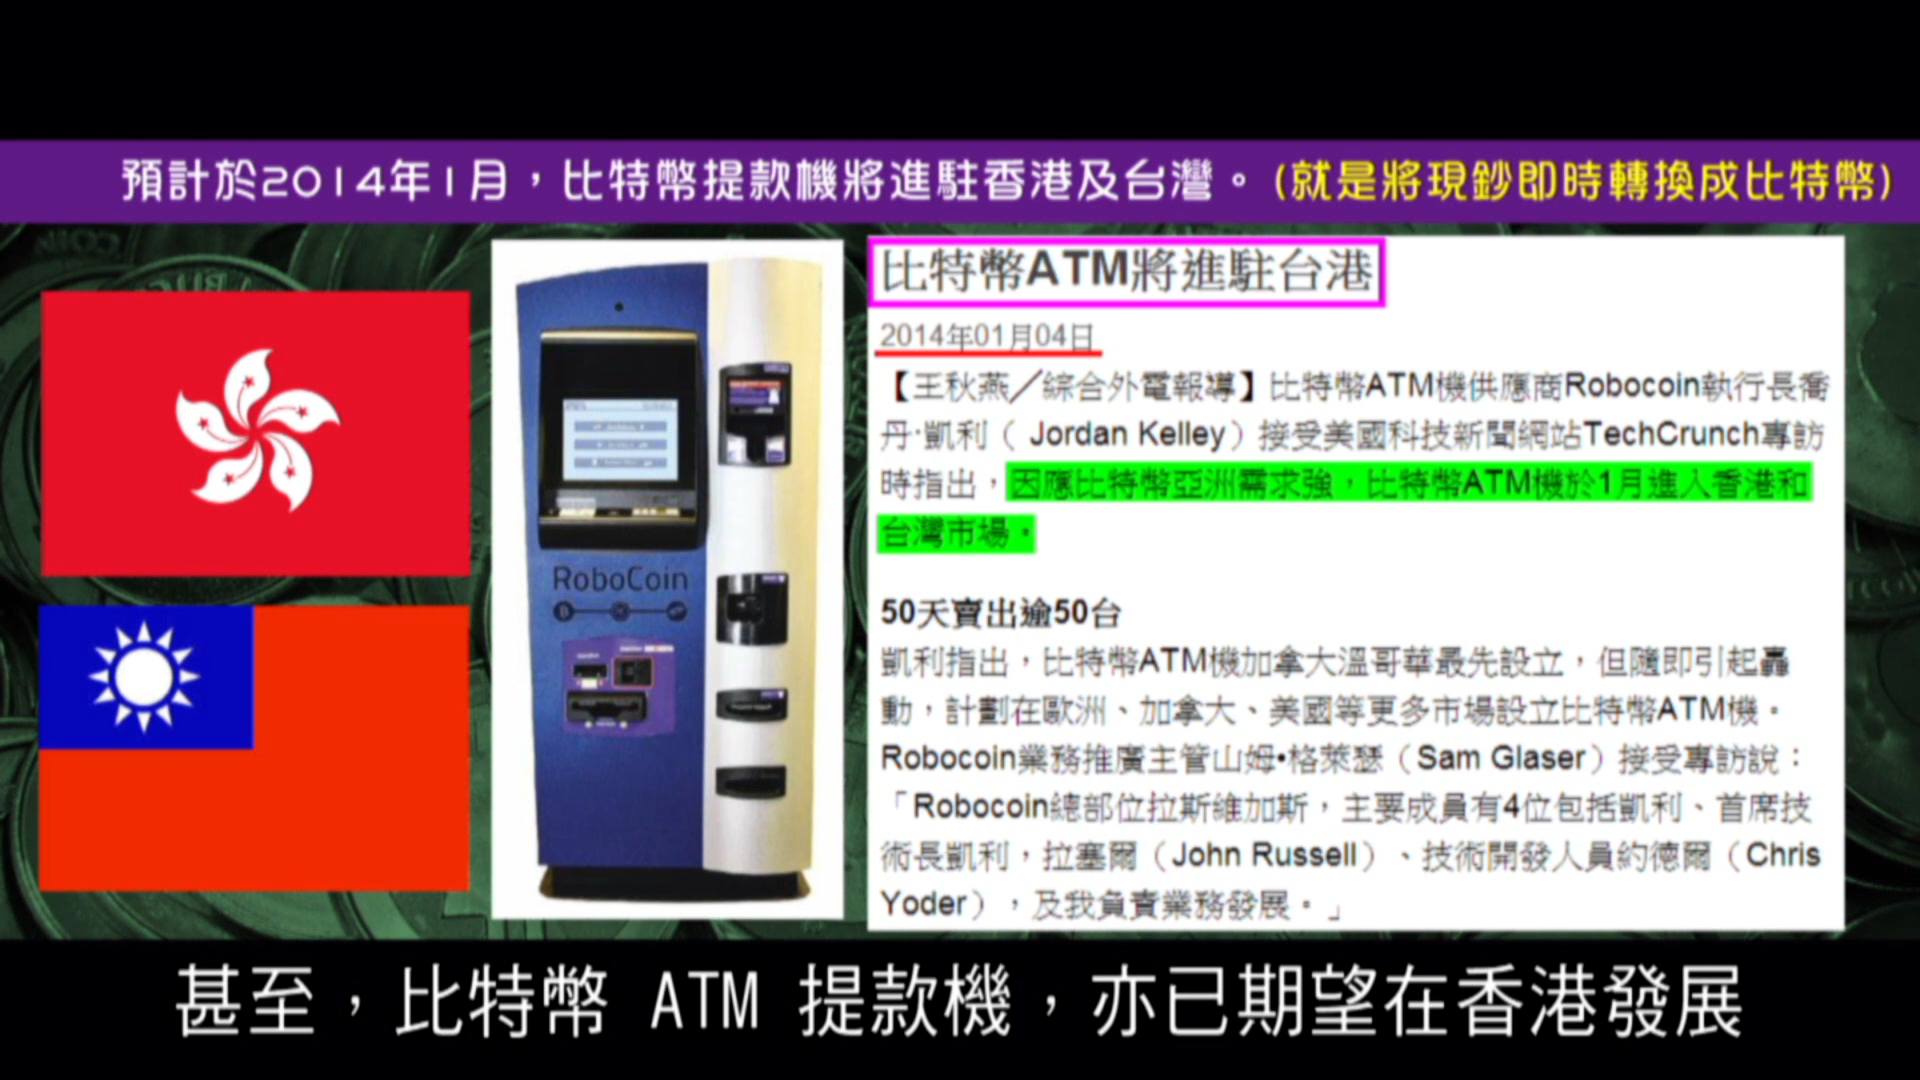 預計於2014年1月，比特幣提款機將進駐香港及台灣。(就是將現鈔即時轉換成比特幣)
比特幣ATM將進駐台港
2014年01月04日
【王秋燕／綜合外電報導】比特幣ATM機供應商Robocoin執行長喬
丹·凱利（Jordan Kelley）接受美國科技新聞網站TechCrunch專訪
時指出，因應比特幣亞洲需求強，比特幣ATM機於1月進入香港和
台灣市場。
50天賣出逾50台
凱利指出，比特幣ATM機加拿大溫哥華最先設立，但隨即引起轟
動，計劃在歐洲、加拿大、美國等更多市場設立比特幣ATM機。
Robocoin業務推廣主管山姆•格萊瑟（Sam Glaser）接受專訪說：
「Robocoin總部位拉斯維加斯，主要成員有4位包括凱利、首席技
術長凱利，拉塞爾（John Russell）、技術開發人員約德爾（Chris
Yoder），及我負責業務發展。」
RoboCoin
甚至，比特幣 ATM 提款機，亦已期望在香港發展